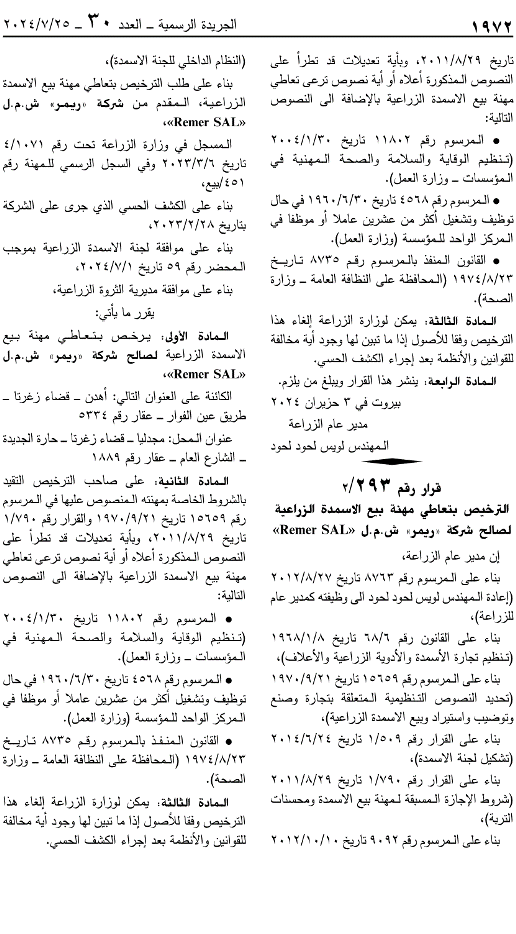 ١٩٧٢
الجريدة الرسمية ــ العدد ٣٠ ــ ٢٠٢٤/٧/٢٥
تاريخ ٢٠١١/٨/٢٩، وبأية تعديلات قد تطرأ على
النصوص المذكورة أعلاه أو أية نصوص ترعى تعاطي
مهنة بيع الاسمدة الزراعية بالإضافة الى النصوص
التالية:
● المرسوم رقم ١١٨٠٢ تاريخ ٢٠٠٤/١/٣٠
(تنظيم الوقاية والسلامة والصحة المهنية في
المؤسسات ــ وزارة العمل).
● المرسوم رقم ٤٥٦٨ تاريخ ١٩٦٠/٦/٣٠ في حال
توظيف وتشغيل أكثر من عشرين عاملا أو موظفا في
المركز الواحد للمؤسسة (وزارة العمل).
● القانون المنفذ بالمرسوم رقم ٨٧٣٥ تاريخ
١٩٧٤/٨/٢٣ (المحافظة على النظافة العامة ــ وزارة
الصحة).
المادة الثالثة: يمكن لوزارة الزراعة إلغاء هذا
الترخيص وفقا للأصول إذا ما تبين لها وجود أية مخالفة
للقوانين والأنظمة بعد إجراء الكشف الحسي.
المادة الرابعة: ينشر هذا القرار ويبلغ من يلزم.
بيروت في ٣ حزيران ٢٠٢٤
مدير عام الزراعة
المهندس لويس لحود لحود
قرار رقم ٢/٢٩٣
الترخيص بتعاطي مهنة بيع الاسمدة الزراعية
لصالح شركة «ريمر» ش.م.ل «Remer SAL»
إن مدير عام الزراعة،
بناء على المرسوم رقم ٨٧٦٣ تاريخ ٢٠١٢/٨/٢٧
(إعادة المهندس لويس لحود لحود الى وظيفته كمدير عام
للزراعة)،
بناء على القانون رقم ٦٨/٦ تاريخ ١٩٦٨/١/٨
(تنظيم تجارة الأسمدة والأدوية الزراعية والأعلاف)،
بناء على المرسوم رقم ١٥٦٥٩ تاريخ ١٩٧٠/٩/٢١
(تحديد النصوص التنظيمية المتعلقة بتجارة وصنع
وتوضيب واستيراد وبيع الاسمدة الزراعية)،
بناء على القرار رقم ١/٥٠٩ تاريخ ٢٠١٤/٦/٢٤
(تشكيل لجنة الاسمدة)،
بناء على القرار رقم ١/٧٩٠ تاريخ ٢٠١١/٨/٢٩
(شروط الإجازة المسبقة لمهنة بيع الاسمدة ومحسنات
التربة)،
بناء على المرسوم رقم ٩٠٩٢ تاريخ ٢٠١٢/١٠/١٠
(النظام الداخلي للجنة الاسمدة)،
بناء على طلب الترخيص بتعاطي مهنة بيع الاسمدة
الزراعية، المقدم من شركة «ريمر» ش.م.ل
«Remer SAL»،
المسجل في وزارة الزراعة تحت رقم ٤/١٠٧١
تاريخ ٢٠٢٣/٣/٦ وفي السجل الرسمي للمهنة رقم
٤٥١/بيع،
بناء على الكشف الحسي الذي جرى على الشركة
بتاريخ ٢٠٢٣/٢/٢٨،
بناء على موافقة لجنة الاسمدة الزراعية بموجب
المحضر رقم ٥٩ تاريخ ٢٠٢٤/٧/١،
بناء على موافقة مديرية الثروة الزراعية،
يقرر ما يأتي:
المادة الأولى: يرخص بتعاطي مهنة بيع
الاسمدة الزراعية لصالح شركة «ريمر» ش.م.ل
«Remer SAL»،
الكائنة على العنوان التالي: أهدن ــ قضاء زغرتا ــ
طريق عين الفوار ــ عقار رقم ٥٣٣٤
عنوان المحل: مجدليا ــ قضاء زغرتا ــ حارة الجديدة
ــ الشارع العام ــ عقار رقم ١٨٨٩
المادة الثانية: على صاحب الترخيص التقيد
بالشروط الخاصة بمهنته المنصوص عليها في المرسوم
رقم ١٥٦٥٩ تاريخ ١٩٧٠/٩/٢١ والقرار رقم ١/٧٩٠
تاريخ ٢٠١١/٨/٢٩، وبأية تعديلات قد تطرأ على
النصوص المذكورة أعلاه أو أية نصوص ترعى تعاطي
مهنة بيع الاسمدة الزراعية بالإضافة الى النصوص
التالية:
● المرسوم رقم ١١٨٠٢ تاريخ ٢٠٠٤/١/٣٠
(تنظيم الوقاية والسلامة والصحة المهنية في
المؤسسات ــ وزارة العمل).
● المرسوم رقم ٤٥٦٨ تاريخ ١٩٦٠/٦/٣٠ في حال
توظيف وتشغيل أكثر من عشرين عاملا أو موظفا في
المركز الواحد للمؤسسة (وزارة العمل).
● القانون المنفذ بالمرسوم رقم ٨٧٣٥ تاريخ
١٩٧٤/٨/٢٣ (المحافظة على النظافة العامة ــ وزارة
الصحة).
المادة الثالثة: يمكن لوزارة الزراعة إلغاء هذا
الترخيص وفقا للأصول إذا ما تبين لها وجود أية مخالفة
للقوانين والأنظمة بعد إجراء الكشف الحسي.